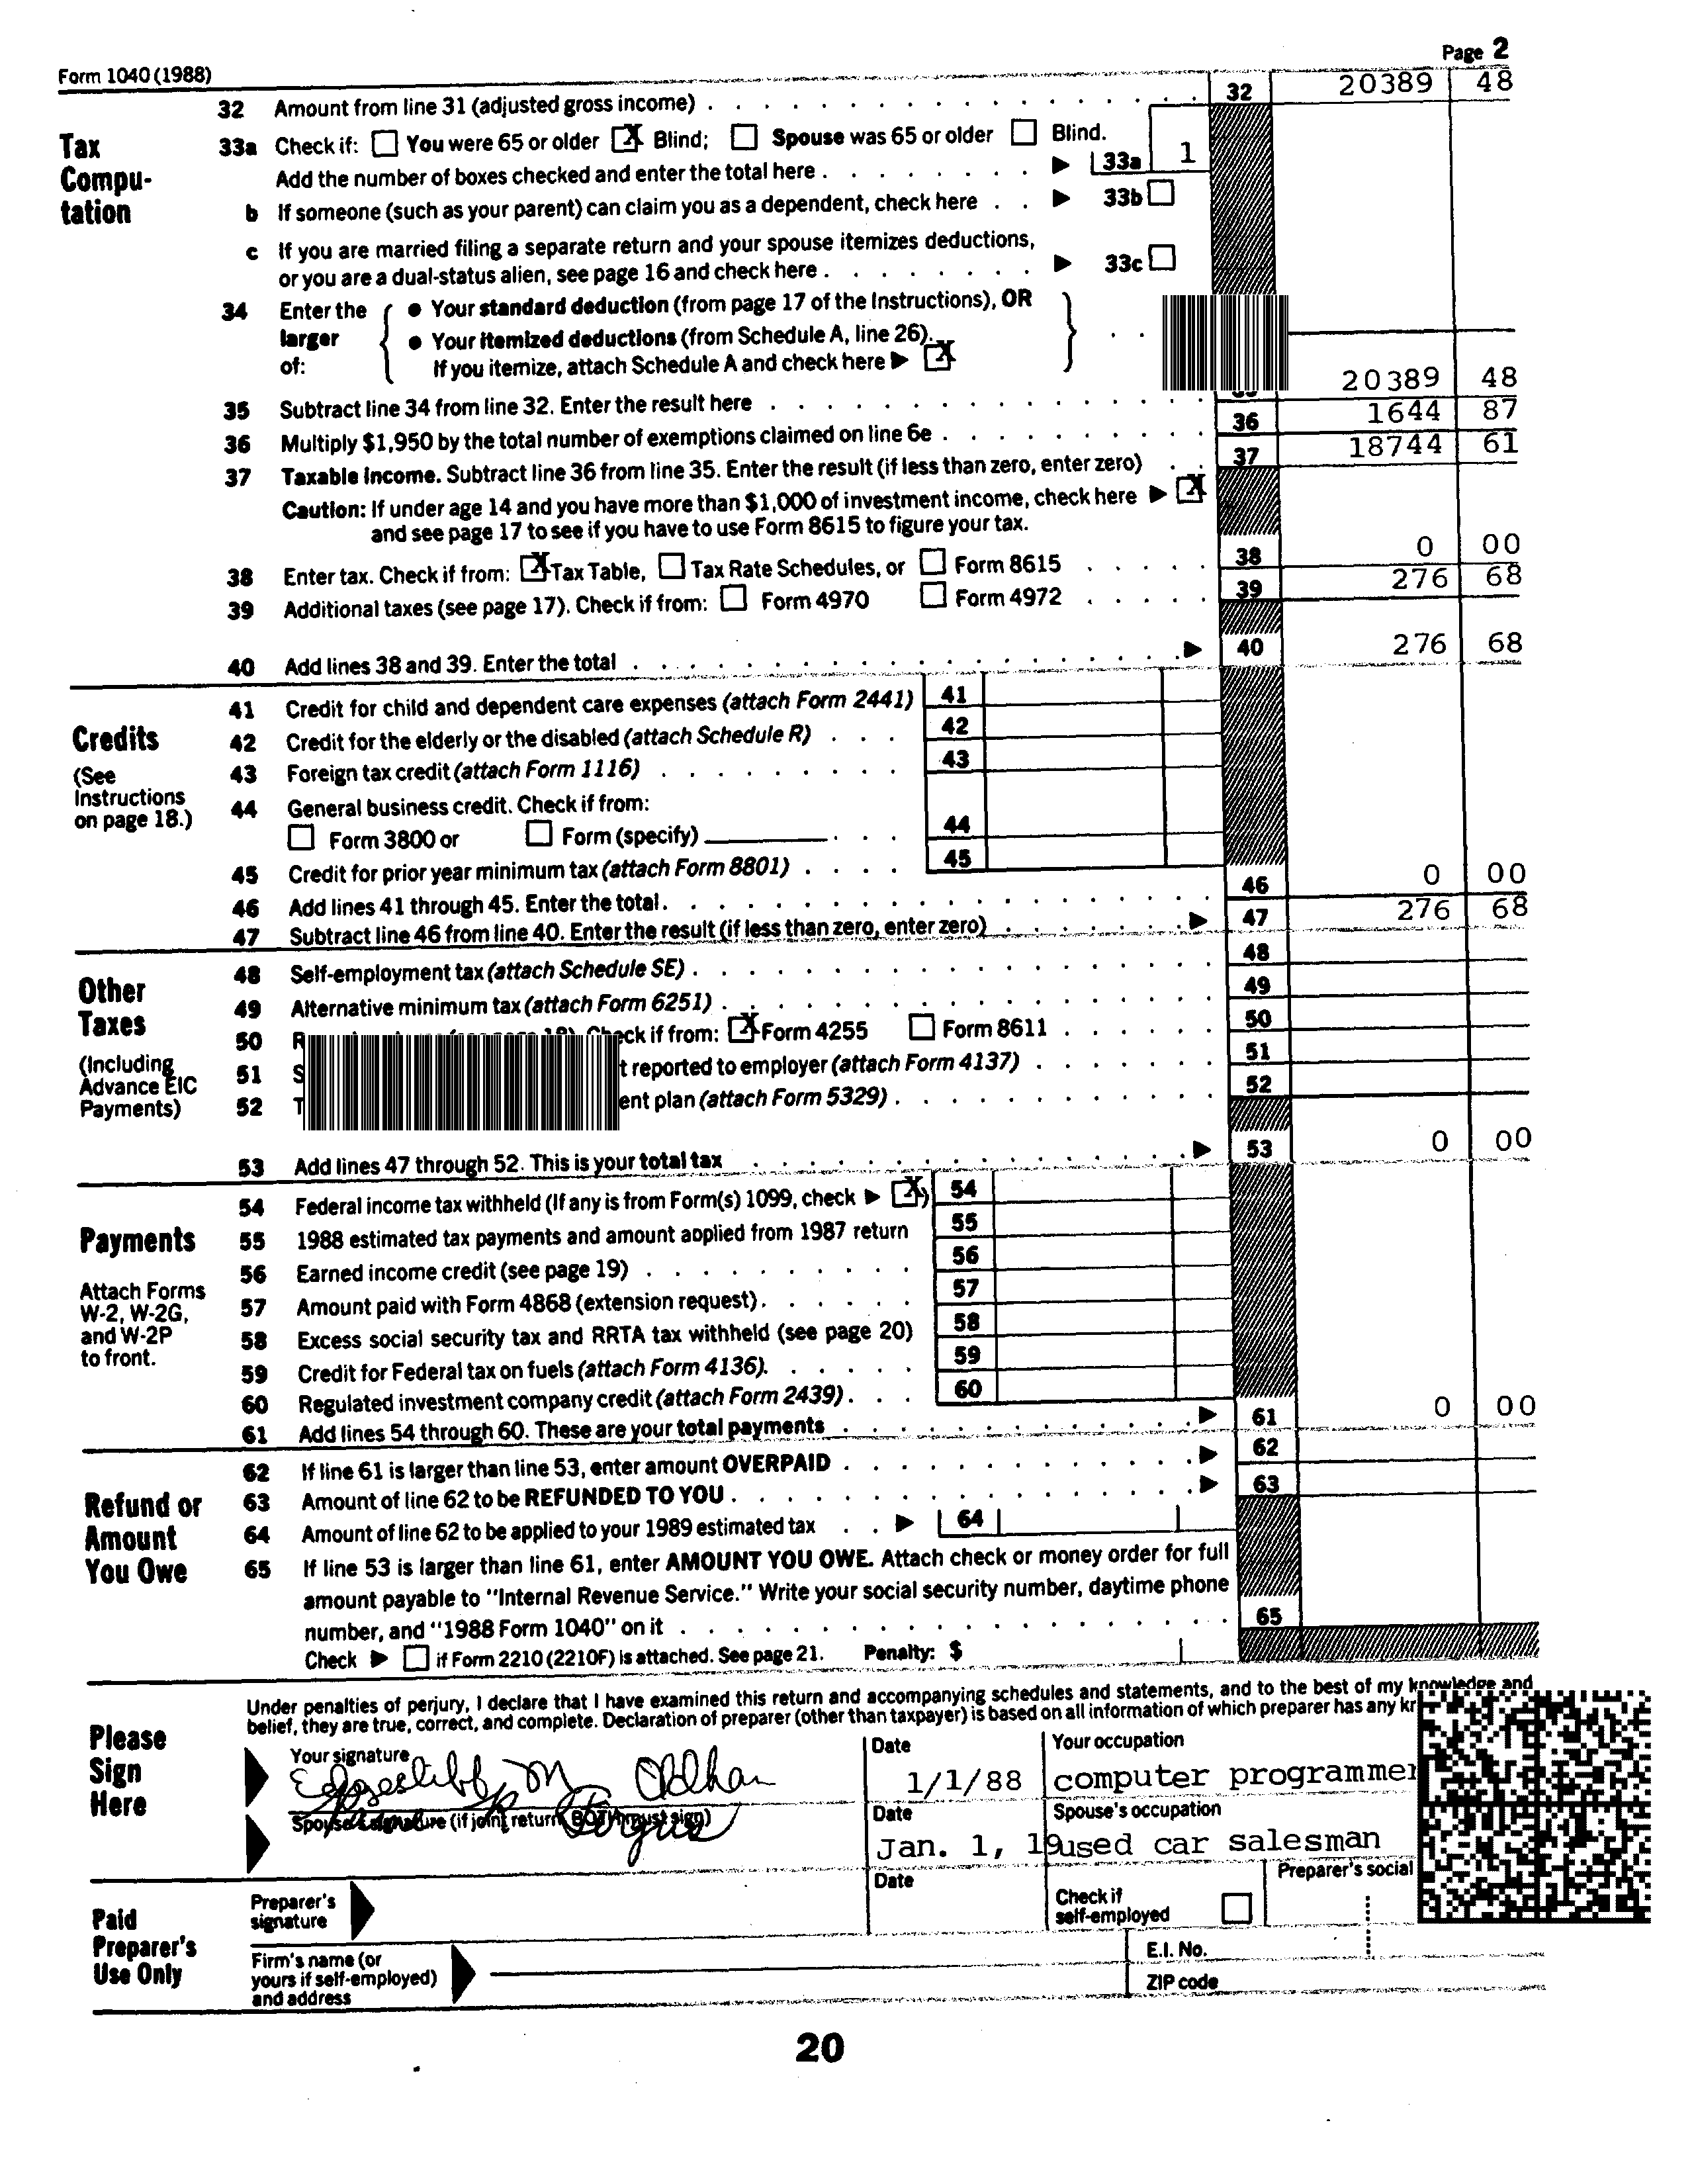 Form 1040 (1988) Page 2
32 Amount from line 31 (adjusted gross income) . . . 32 20389 48
Tax Compu- tation
33a Check if: ☐ You were 65 or older ☒ Blind; ☐ Spouse was 65 or older ☐ Blind.
Add the number of boxes checked and enter the total here . . . ▶ 33a 1
b If someone (such as your parent) can claim you as a dependent, check here . . ▶ 33b ☐
c If you are married filing a separate return and your spouse itemizes deductions,
or you are a dual-status alien, see page 16 and check here . . . ▶ 33c ☐
34 Enter the larger of:
● Your standard deduction (from page 17 of the Instructions), OR
● Your itemized deductions (from Schedule A, line 26).
If you itemize, attach Schedule A and check here ▶ ☒
35 Subtract line 34 from line 32. Enter the result here . . . 20389 48
36 Multiply $1,950 by the total number of exemptions claimed on line 6e . . . 36 1644 87
37 Taxable income. Subtract line 36 from line 35. Enter the result (if less than zero, enter zero) . . 37 18744 61
Caution: If under age 14 and you have more than $1,000 of investment income, check here ▶ ☒
and see page 17 to see if you have to use Form 8615 to figure your tax.
38 Enter tax. Check if from: ☒ Tax Table, ☐ Tax Rate Schedules, or ☐ Form 8615 . . . 38 0 00
39 Additional taxes (see page 17). Check if from: ☐ Form 4970 ☐ Form 4972 . . . 39 276 68
40 Add lines 38 and 39. Enter the total . . . ▶ 40 276 68
Credits
(See Instructions on page 18.)
41 Credit for child and dependent care expenses (attach Form 2441) 41
42 Credit for the elderly or the disabled (attach Schedule R) . . . 42
43 Foreign tax credit (attach Form 1116) . . . 43
44 General business credit. Check if from:
☐ Form 3800 or ☐ Form (specify) . . . 44
45 Credit for prior year minimum tax (attach Form 8801) . . . 45
46 Add lines 41 through 45. Enter the total . . . 46 0 00
47 Subtract line 46 from line 40. Enter the result (if less than zero, enter zero) . . . ▶ 47 276 68
Other Taxes
(Including Advance EIC Payments)
48 Self-employment tax (attach Schedule SE) . . . 48
49 Alternative minimum tax (attach Form 6251) . . . 49
50 Check if from: ☒ Form 4255 ☐ Form 8611 . . . 50
51 reported to employer (attach Form 4137) . . . 51
52 plan (attach Form 5329) . . . 52
53 Add lines 47 through 52. This is your total tax . . . ▶ 53 0 00
Payments
Attach Forms W-2, W-2G, and W-2P to front.
54 Federal income tax withheld (If any is from Form(s) 1099, check ▶ ☒) 54
55 1988 estimated tax payments and amount applied from 1987 return 55
56 Earned income credit (see page 19) . . . 56
57 Amount paid with Form 4868 (extension request) . . . 57
58 Excess social security tax and RRTA tax withheld (see page 20) 58
59 Credit for Federal tax on fuels (attach Form 4136). . . . 59
60 Regulated investment company credit (attach Form 2439) . . . 60
61 Add lines 54 through 60. These are your total payments . . . ▶ 61 0 00
Refund or Amount You Owe
62 If line 61 is larger than line 53, enter amount OVERPAID . . . ▶ 62
63 Amount of line 62 to be REFUNDED TO YOU . . . ▶ 63
64 Amount of line 62 to be applied to your 1989 estimated tax . . ▶ 64
65 If line 53 is larger than line 61, enter AMOUNT YOU OWE. Attach check or money order for full
amount payable to "Internal Revenue Service." Write your social security number, daytime phone
number, and "1988 Form 1040" on it . . . 65
Check ▶ ☐ if Form 2210 (2210F) is attached. See page 21. Penalty: $
Please Sign Here
Under penalties of perjury, I declare that I have examined this return and accompanying schedules and statements, and to the best of my knowledge and
belief, they are true, correct, and complete. Declaration of preparer (other than taxpayer) is based on all information of which preparer has any
Your signature Date Your occupation
1/1/88 computer programmer
Spouse's signature (if joint return, BOTH must sign) Date Spouse's occupation
Jan. 1, 19 used car salesman
Paid Preparer's Use Only
Preparer's signature Date Check if self-employed ☐ Preparer's social
Firm's name (or yours if self-employed) and address
E.I. No.
ZIP code
20